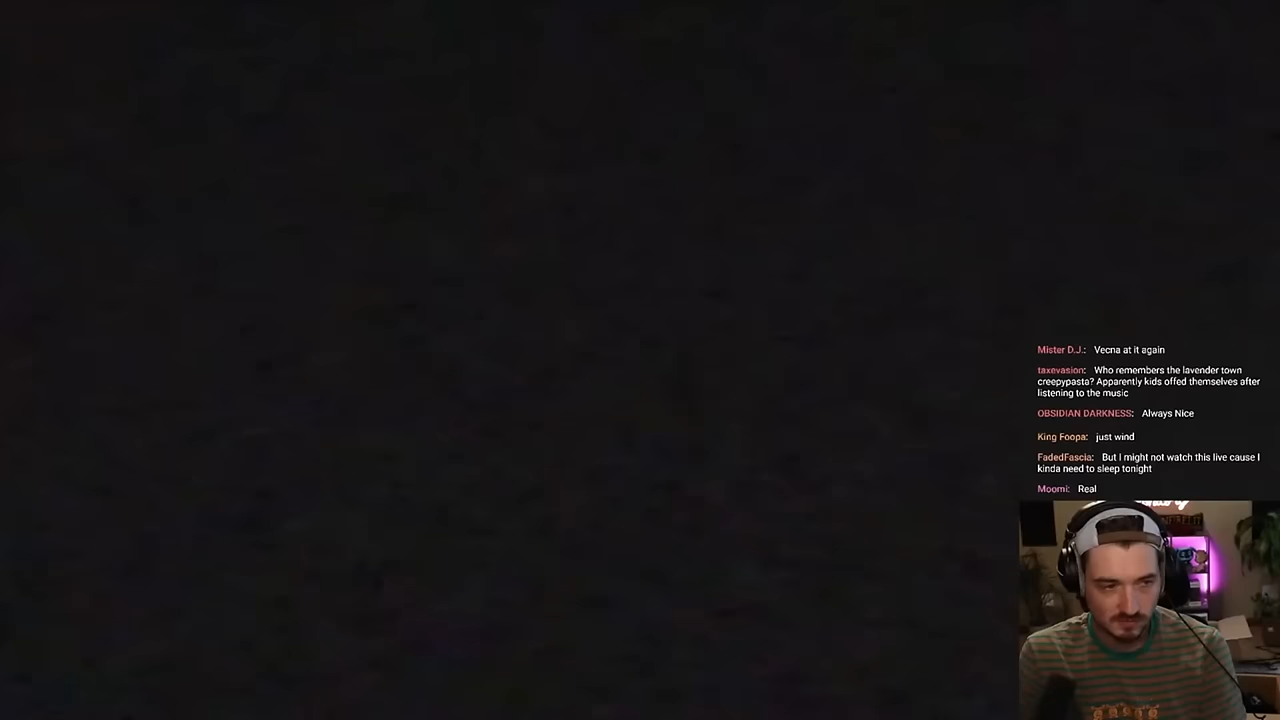 Mister D.J.: Vecna at it again
taxevasion: Who remembers the lavender town
creepypasta? Apparently kids offed themselves after
listening to the music
OBSIDIAN DARKNESS: Always Nice
King Foopa: just wind
FadedFascia: But I might not watch this live cause I
kinda need to sleep tonight
Moomi: Real